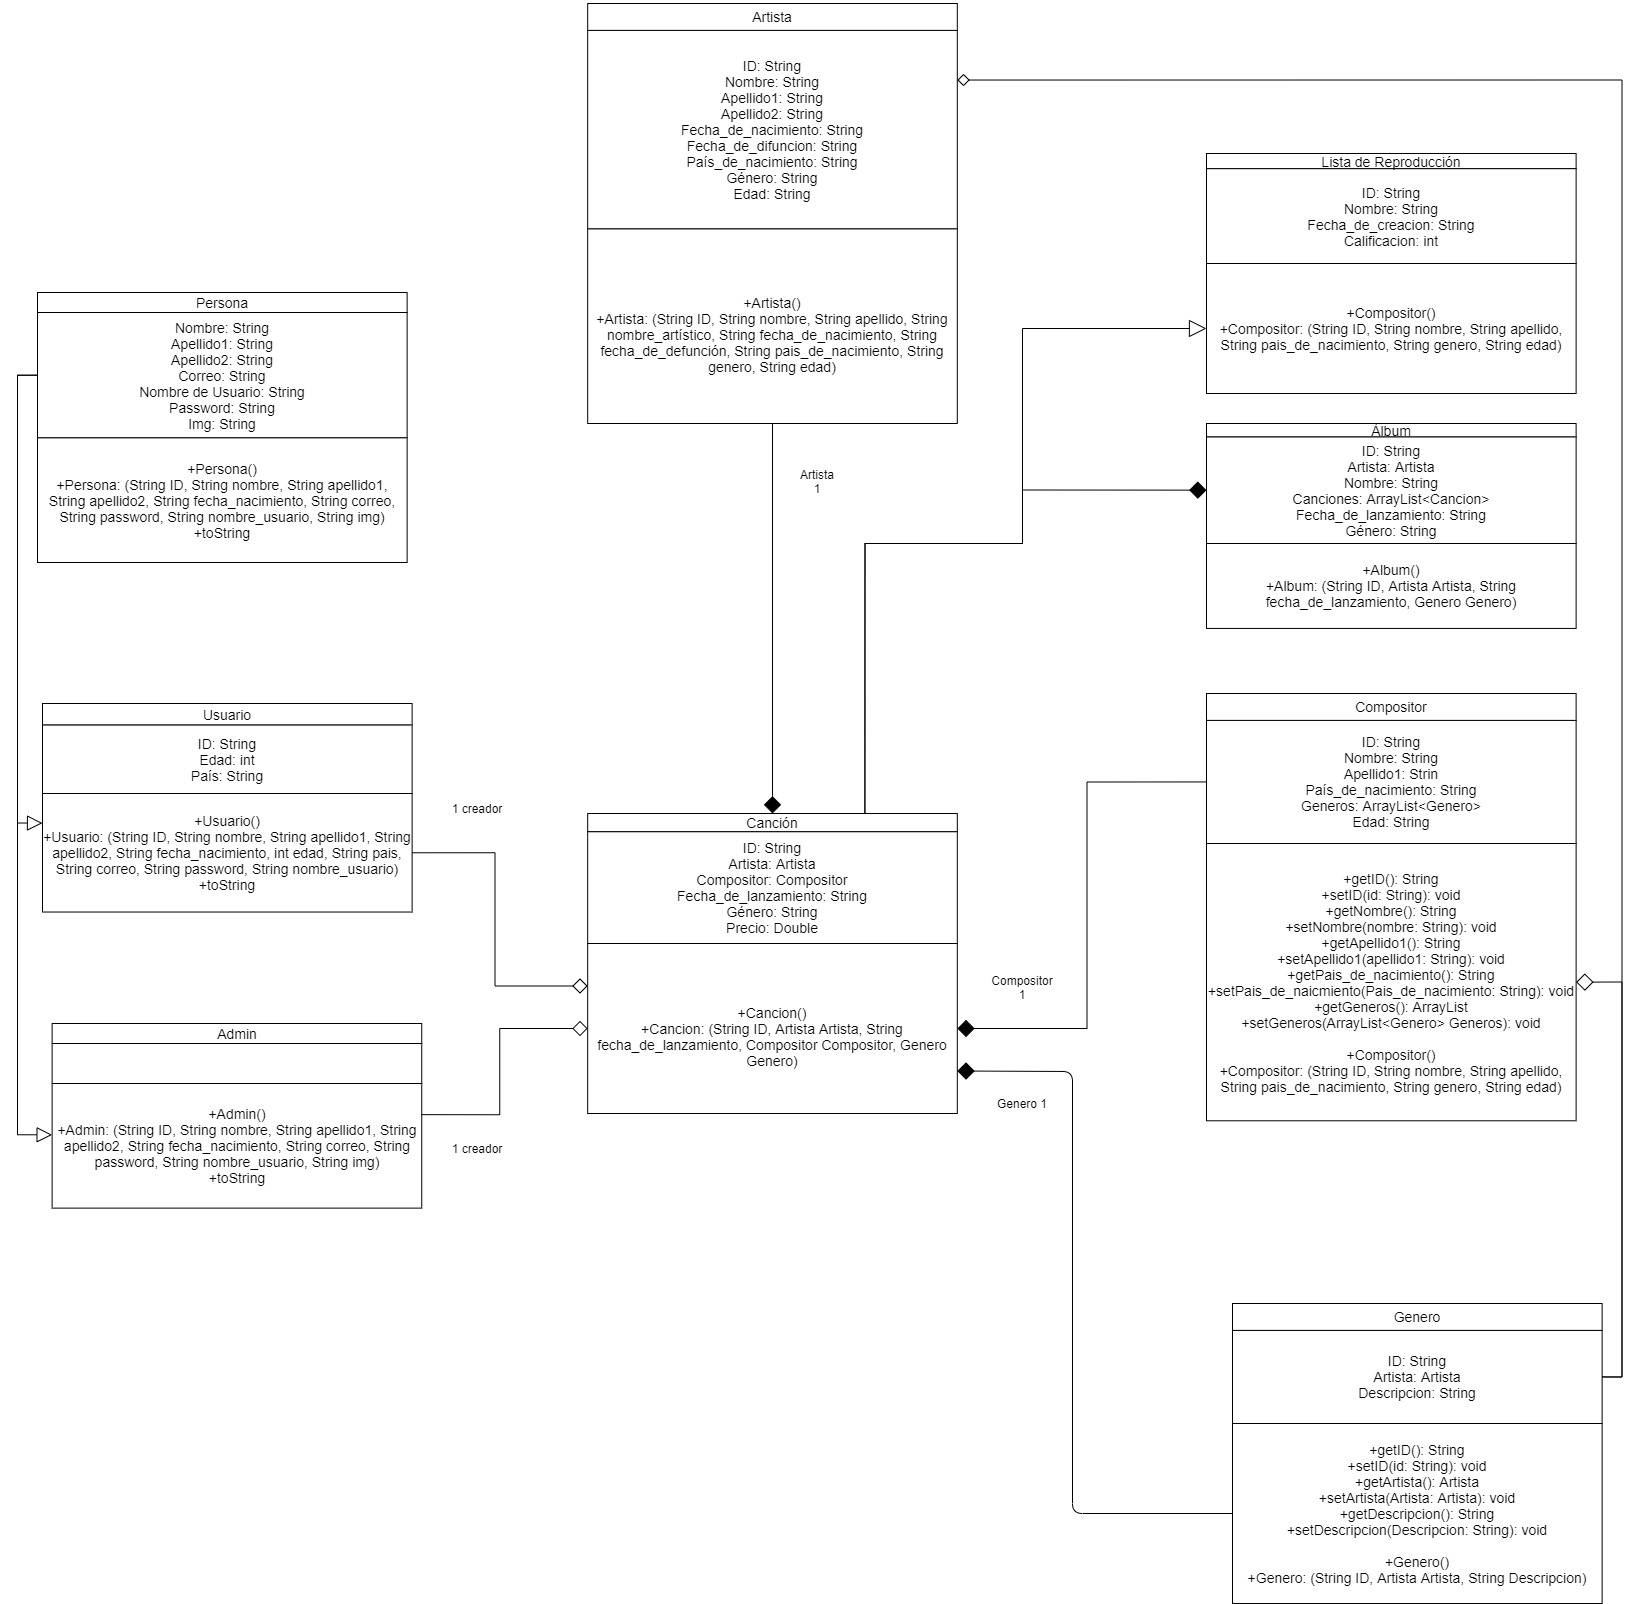 Artista
ID: String
Nombre: String
Apellido1: String
Apellido2: String
Fecha_de_nacimiento: String
Fecha_de_difuncion: String
País_de_nacimiento: String
Género: String
Edad: String
+Artista()
+Artista: (String ID, String nombre, String apellido, String
nombre_artístico, String fecha_de_nacimiento, String
fecha_de_defunción, String pais_de_nacimiento, String
genero, String edad)
Lista de Reproducción
ID: String
Nombre: String
Fecha_de_creacion: String
Calificacion: int
+Compositor()
+Compositor: (String ID, String nombre, String apellido,
String pais_de_nacimiento, String genero, String edad)
Persona
Nombre: String
Apellido1: String
Apellido2: String
Correo: String
Nombre de Usuario: String
Password: String
Img: String
+Persona()
+Persona: (String ID, String nombre, String apellido1,
String apellido2, String fecha_nacimiento, String correo,
String password, String nombre_usuario, String img)
+toString
Artista
1
Álbum
ID: String
Artista: Artista
Nombre: String
Canciones: ArrayList<Cancion>
Fecha_de_lanzamiento: String
Género: String
+Album()
+Album: (String ID, Artista Artista, String
fecha_de_lanzamiento, Genero Genero)
Usuario
ID: String
Edad: int
País: String
+Usuario()
+Usuario: (String ID, String nombre, String apellido1, String
apellido2, String fecha_nacimiento, int edad, String pais,
String correo, String password, String nombre_usuario)
+toString
1 creador
Canción
ID: String
Artista: Artista
Compositor: Compositor
Fecha_de_lanzamiento: String
Género: String
Precio: Double
+Cancion()
+Cancion: (String ID, Artista Artista, String
fecha_de_lanzamiento, Compositor Compositor, Genero
Genero)
Compositor
ID: String
Nombre: String
Apellido1: Strin
País_de_nacimiento: String
Generos: ArrayList<Genero>
Edad: String
+getID(): String
+setID(id: String): void
+getNombre(): String
+setNombre(nombre: String): void
+getApellido1(): String
+setApellido1(apellido1: String): void
+getPais_de_nacimiento(): String
+setPais_de_naicmiento(Pais_de_nacimiento: String): void
+getGeneros(): ArrayList
+setGeneros(ArrayList<Genero> Generos): void
+Compositor()
+Compositor: (String ID, String nombre, String apellido,
String pais_de_nacimiento, String genero, String edad)
Compositor
1
Genero 1
Admin
+Admin()
+Admin: (String ID, String nombre, String apellido1, String
apellido2, String fecha_nacimiento, String correo, String
password, String nombre_usuario, String img)
+toString
1 creador
Genero
ID: String
Artista: Artista
Descripcion: String
+getID(): String
+setID(id: String): void
+getArtista(): Artista
+setArtista(Artista: Artista): void
+getDescripcion(): String
+setDescripcion(Descripcion: String): void
+Genero()
+Genero: (String ID, Artista Artista, String Descripcion)